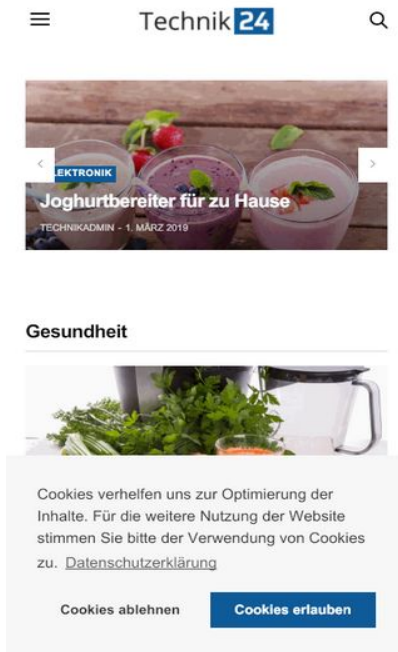 Technik 24
LEKTRONIK
Joghurtbereiter für zu Hause
TECHNIKADMIN - 1. MÄRZ 2019
Gesundheit
Cookies verhelfen uns zur Optimierung der
Inhalte. Für die weitere Nutzung der Website
stimmen Sie bitte der Verwendung von Cookies
zu. Datenschutzerklärung
Cookies ablehnen Cookies erlauben